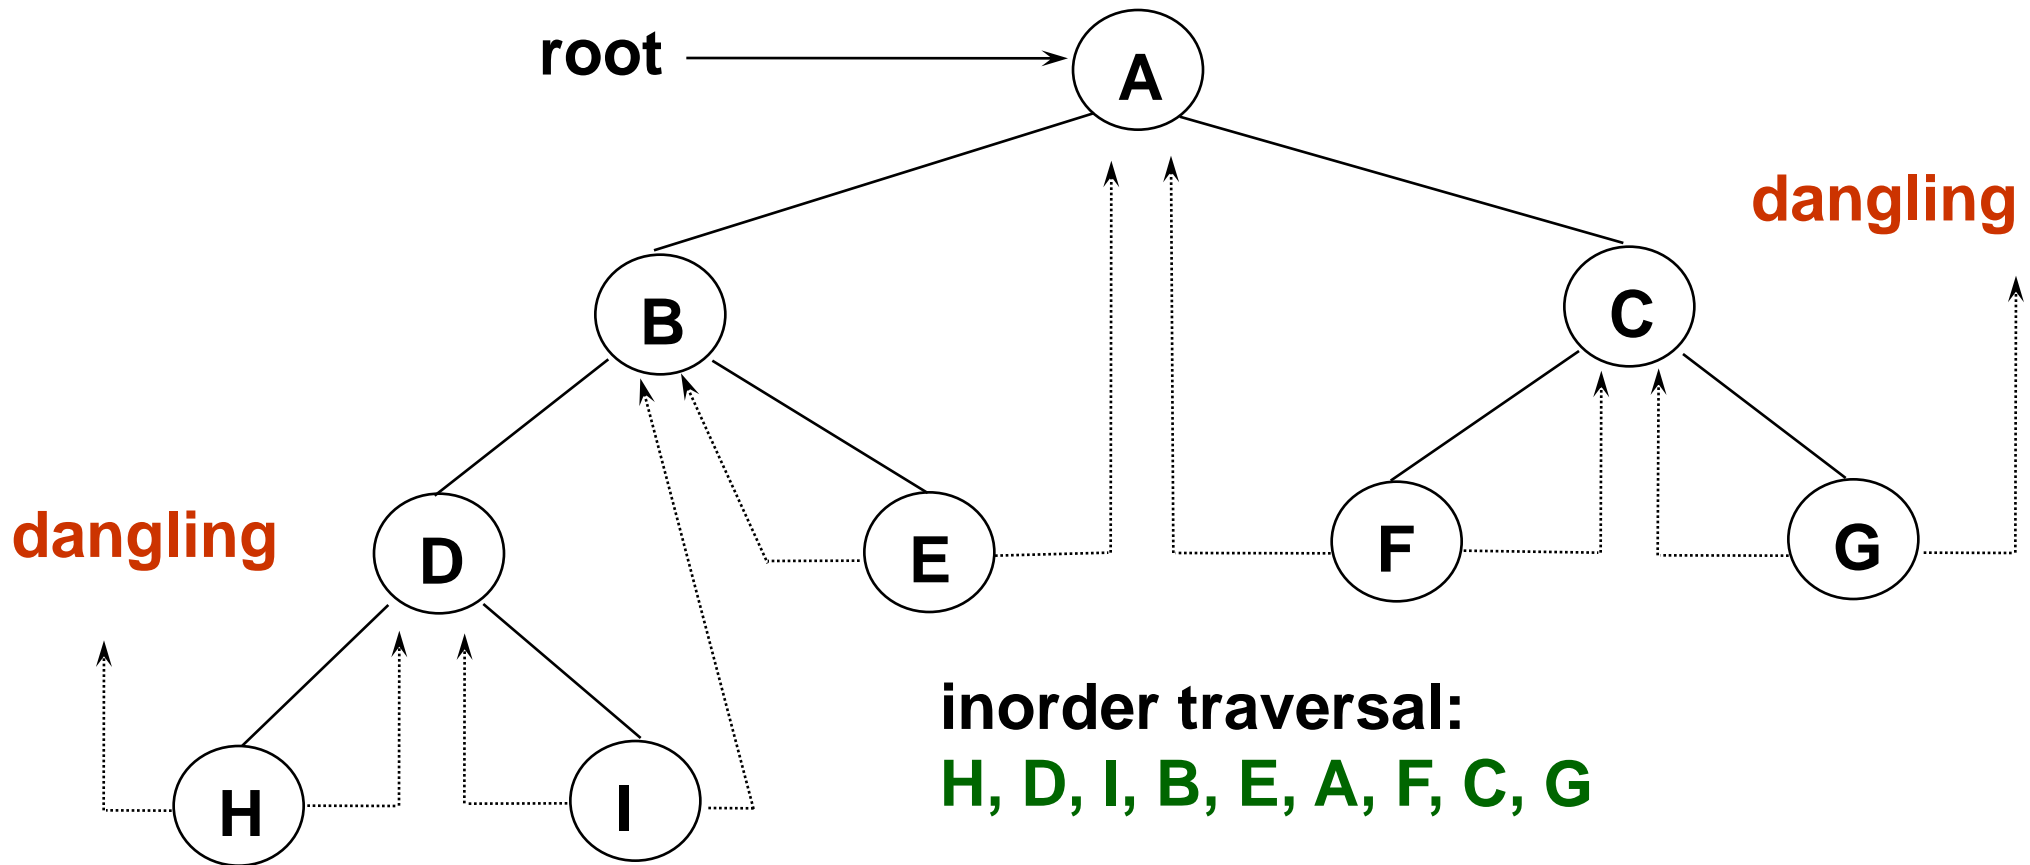 root
A
dangling
B
C
dangling
D
E
F
G
H
I
inorder traversal:
H, D, I, B, E, A, F, C, G